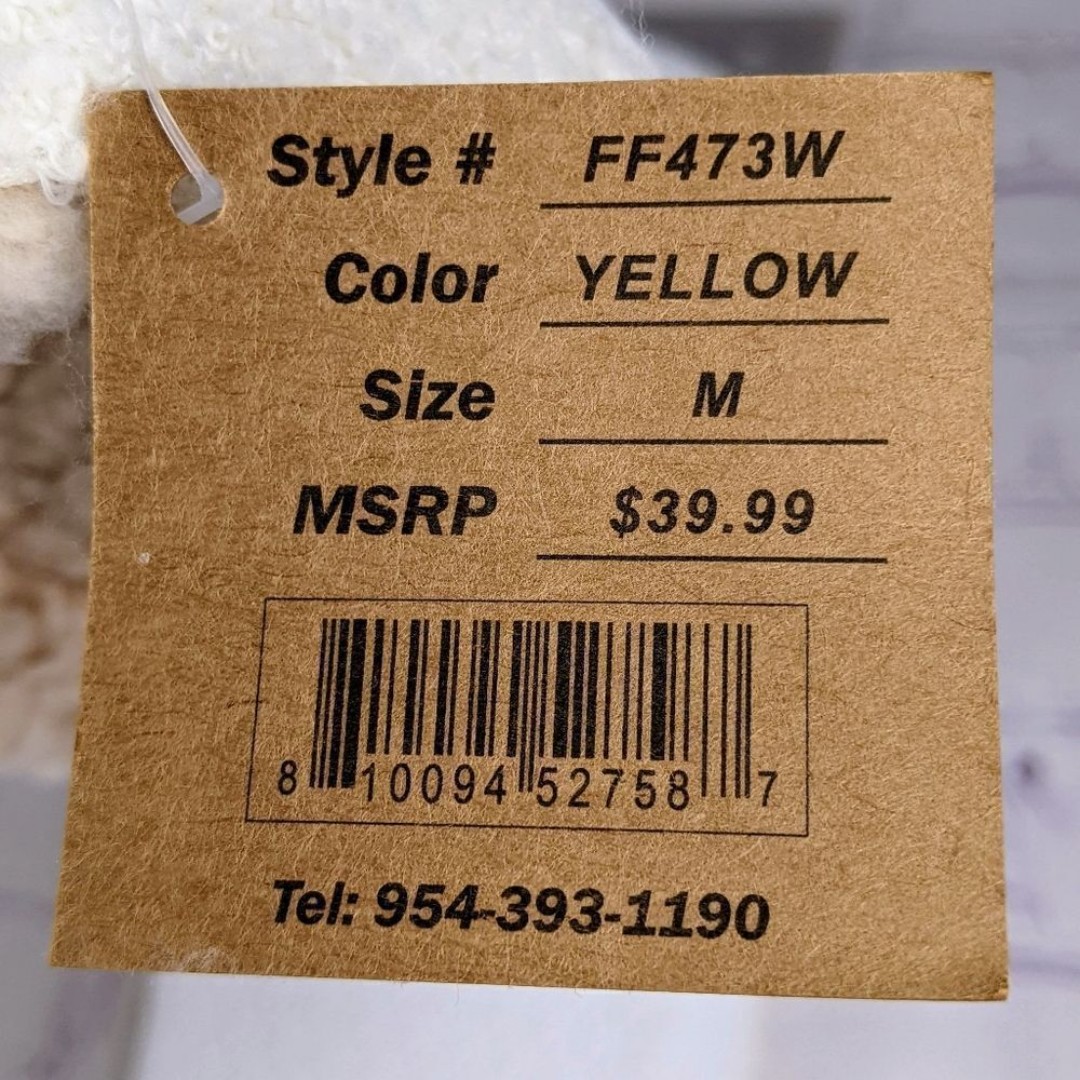 Style # FF473W
Color YELLOW
Size M
MSRP $39.99
8 10094 52758 7
Tel: 954-393-1190